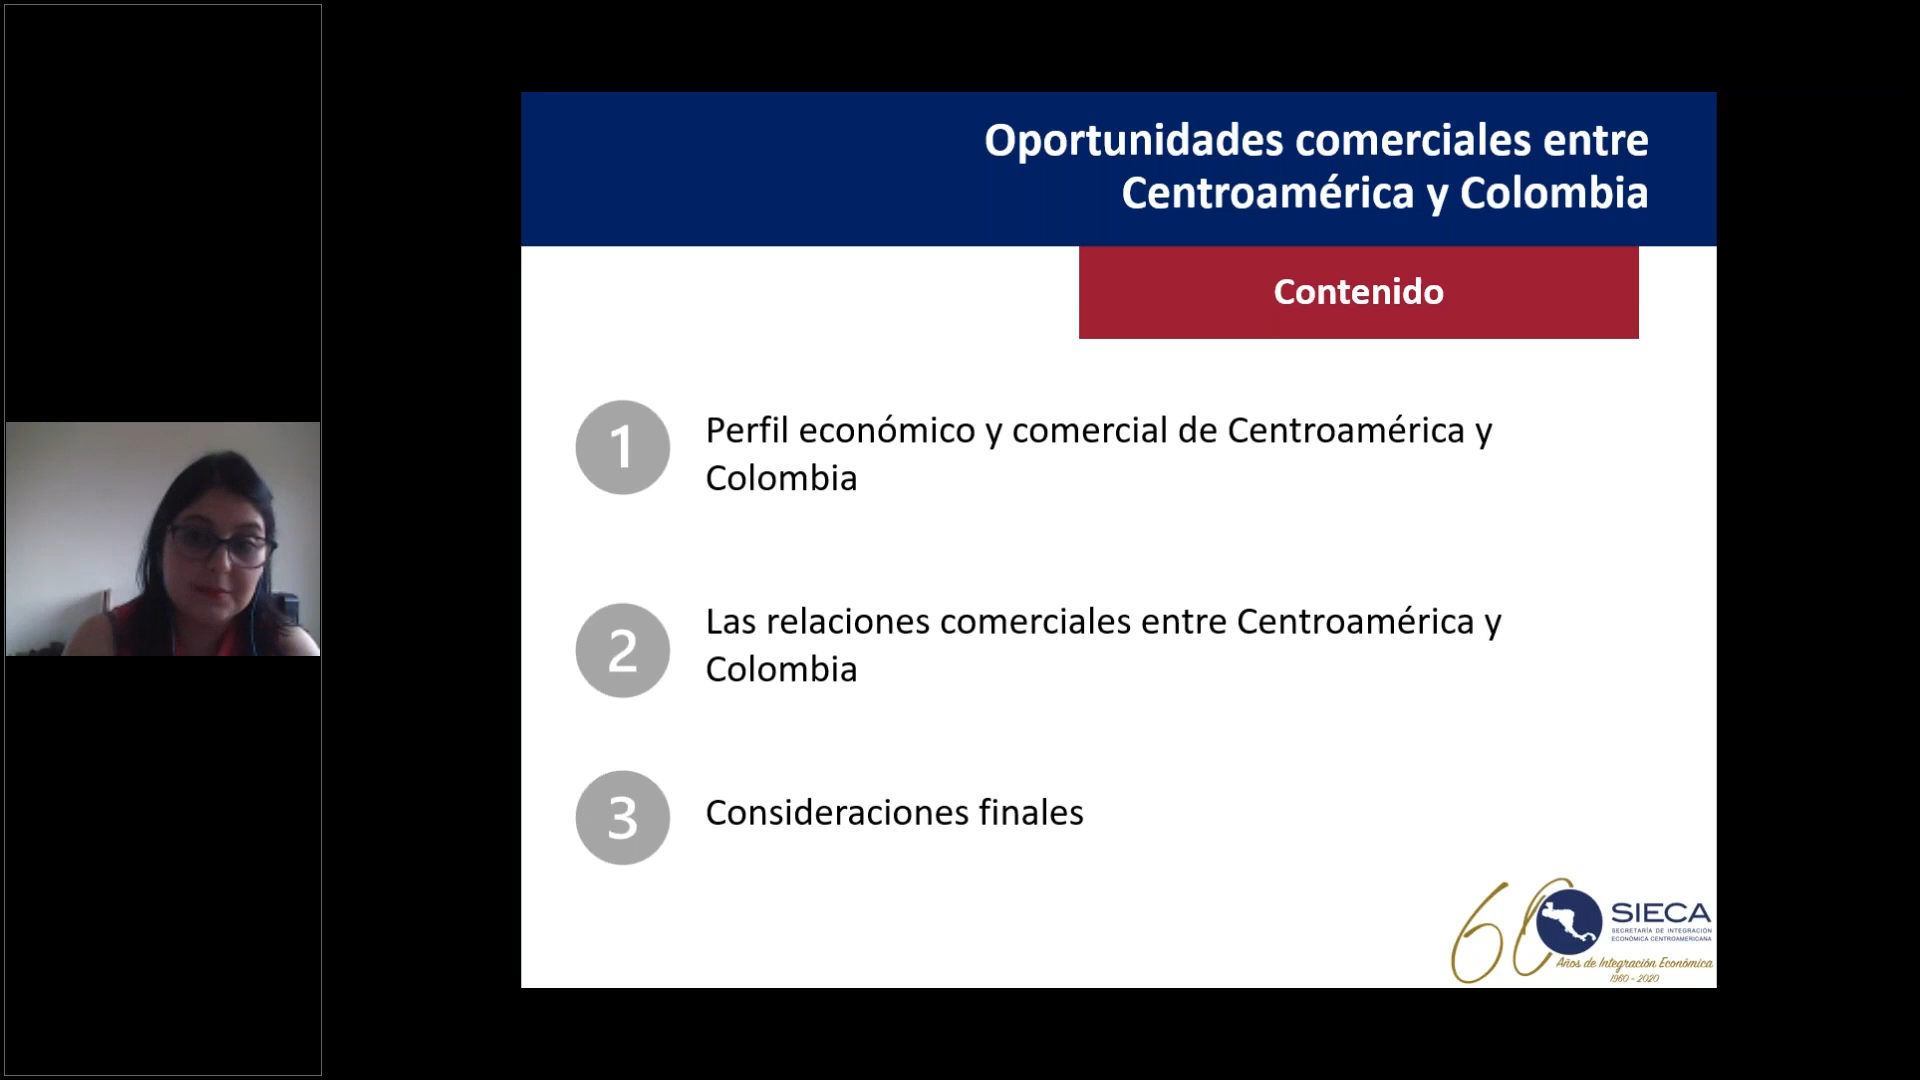 Oportunidades comerciales entre
Centroamérica y Colombia
Contenido
1
Perfil económico y comercial de Centroamérica y
Colombia
2
Las relaciones comerciales entre Centroamérica y
Colombia
3
Consideraciones finales
60
SIECA
SECRETARÍA DE INTEGRACIÓN
ECONÓMICA CENTROAMERICANA
Años de Integración Económica
1960 - 2020